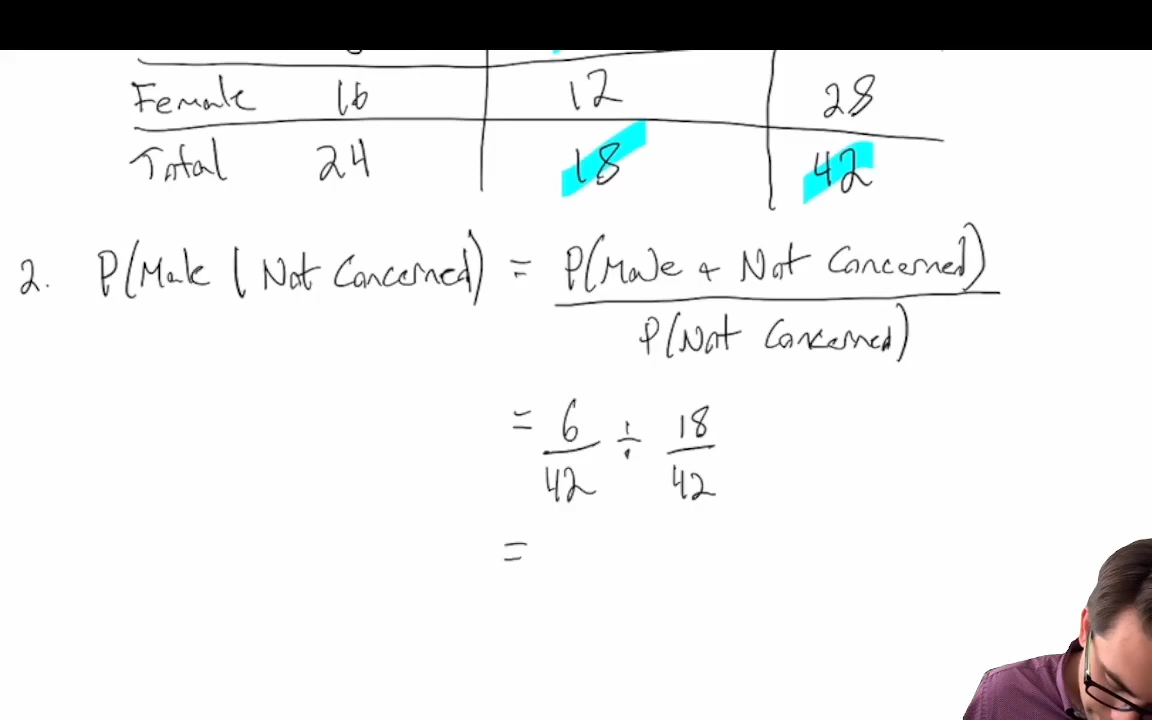 Female 16 12 28
Total 24 18 42
2. P(Male | Not Concerned) = P(Male + Not Concerned)
P(Not Concerned)
= 6/42 ÷ 18/42
=